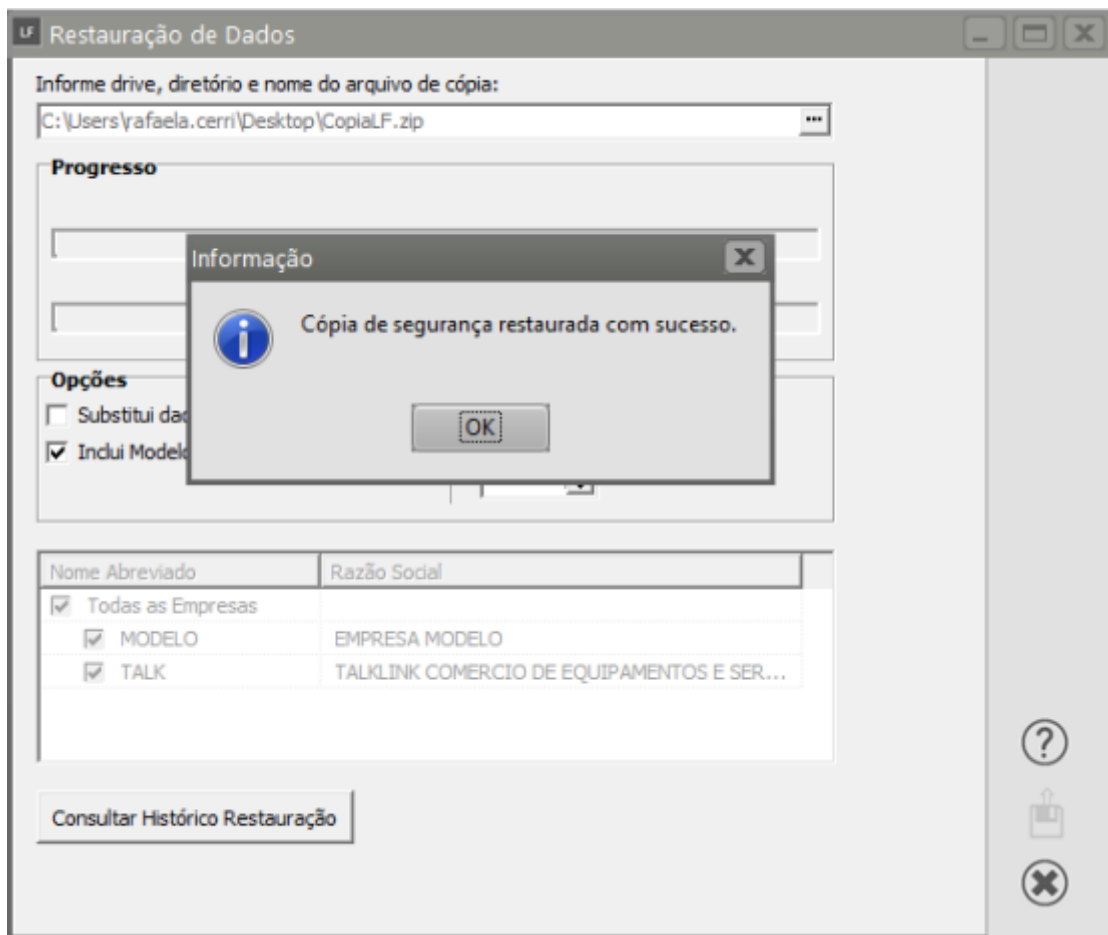 LF Restauração de Dados
Informe drive, diretório e nome do arquivo de cópia:
C:\Users\rafaela.cerri\Desktop\CopiaLF.zip
...
Progresso
Informação
Cópia de segurança restaurada com sucesso.
OK
Opções
Substitui
Inclui
Nome Abreviado Razão Social
Todas as Empresas
MODELO EMPRESA MODELO
TALK TALKLINK COMERCIO DE EQUIPAMENTOS E SER...
Consultar Histórico Restauração